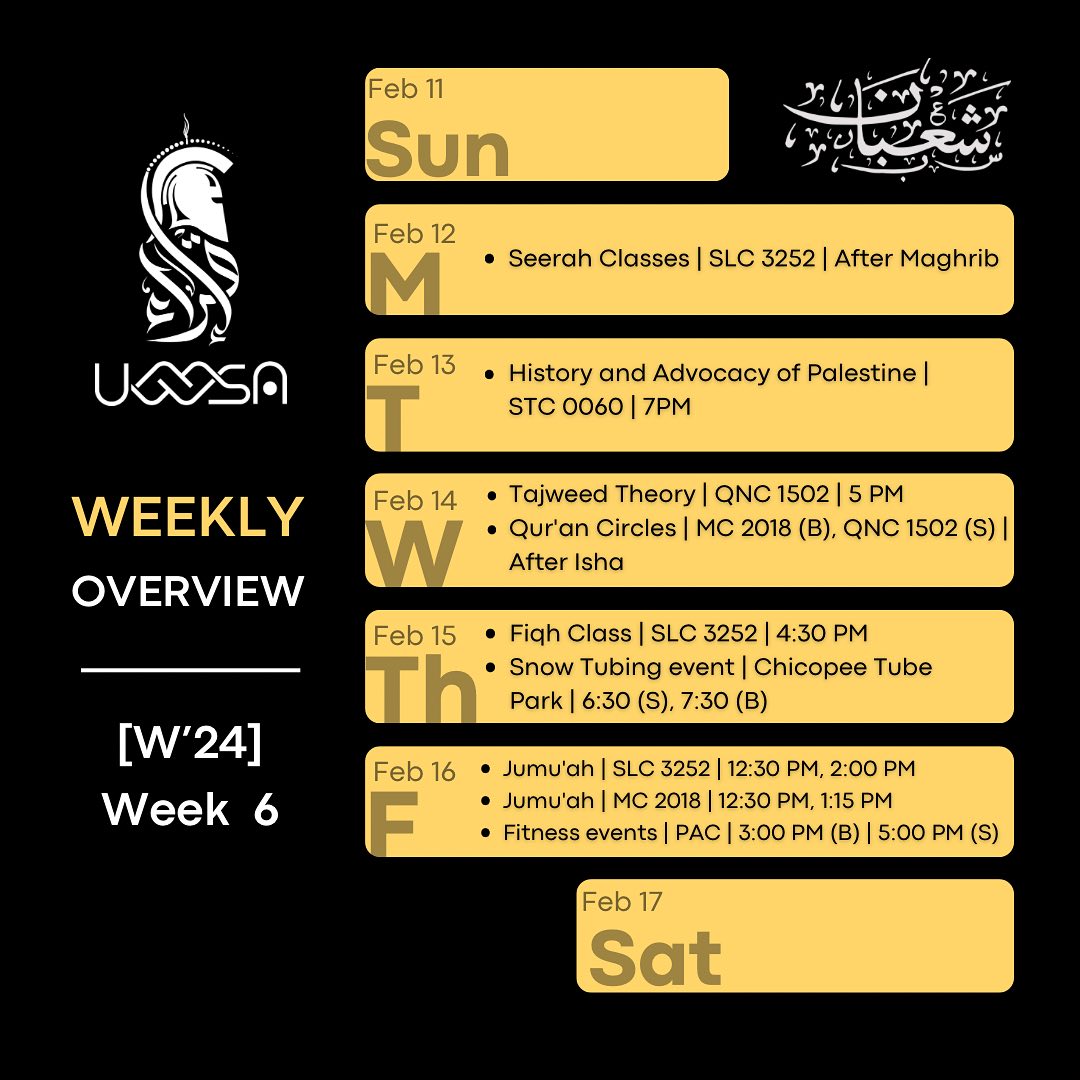 Feb 11
Sun
شعبان
UWMSA
WEEKLY
OVERVIEW
[W’24]
Week 6
Feb 12
M
• Seerah Classes | SLC 3252 | After Maghrib
Feb 13
T
• History and Advocacy of Palestine |
STC 0060 | 7PM
Feb 14
W
• Tajweed Theory | QNC 1502 | 5 PM
• Qur'an Circles | MC 2018 (B), QNC 1502 (S) |
After Isha
Feb 15
Th
• Fiqh Class | SLC 3252 | 4:30 PM
• Snow Tubing event | Chicopee Tube
Park | 6:30 (S), 7:30 (B)
Feb 16
F
• Jumu'ah | SLC 3252 | 12:30 PM, 2:00 PM
• Jumu'ah | MC 2018 | 12:30 PM, 1:15 PM
• Fitness events | PAC | 3:00 PM (B) | 5:00 PM (S)
Feb 17
Sat